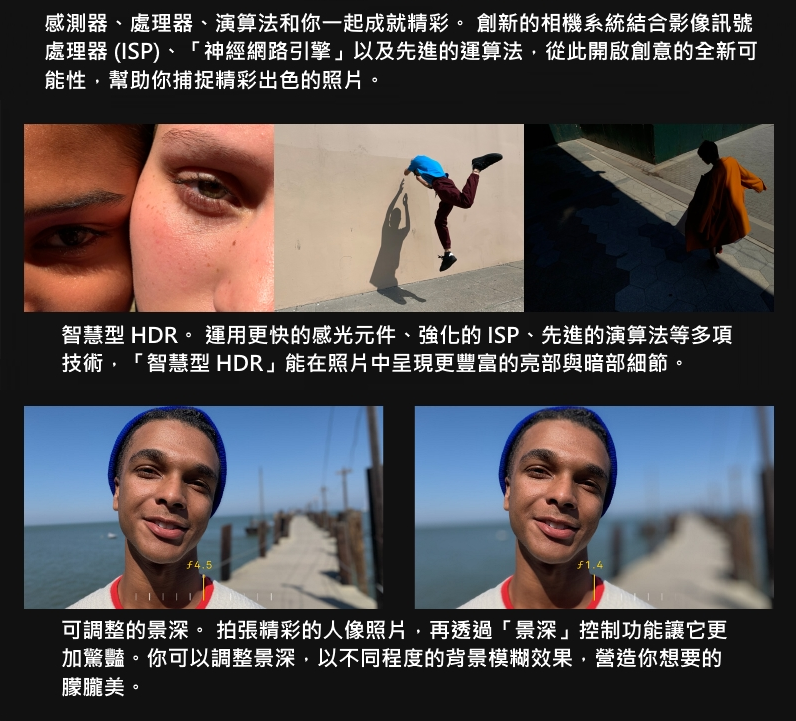 感測器、處理器、演算法和你一起成就精彩。 創新的相機系統結合影像訊號
處理器 (ISP)、「神經網路引擎」以及先進的運算法，從此開啟創意的全新可
能性，幫助你捕捉精彩出色的照片。
智慧型 HDR。 運用更快的感光元件、強化的 ISP、先進的演算法等多項
技術，「智慧型 HDR」能在照片中呈現更豐富的亮部與暗部細節。
ƒ4.5
ƒ1.4
可調整的景深。 拍張精彩的人像照片，再透過「景深」控制功能讓它更
加驚豔。你可以調整景深，以不同程度的背景模糊效果，營造你想要的
朦朧美。